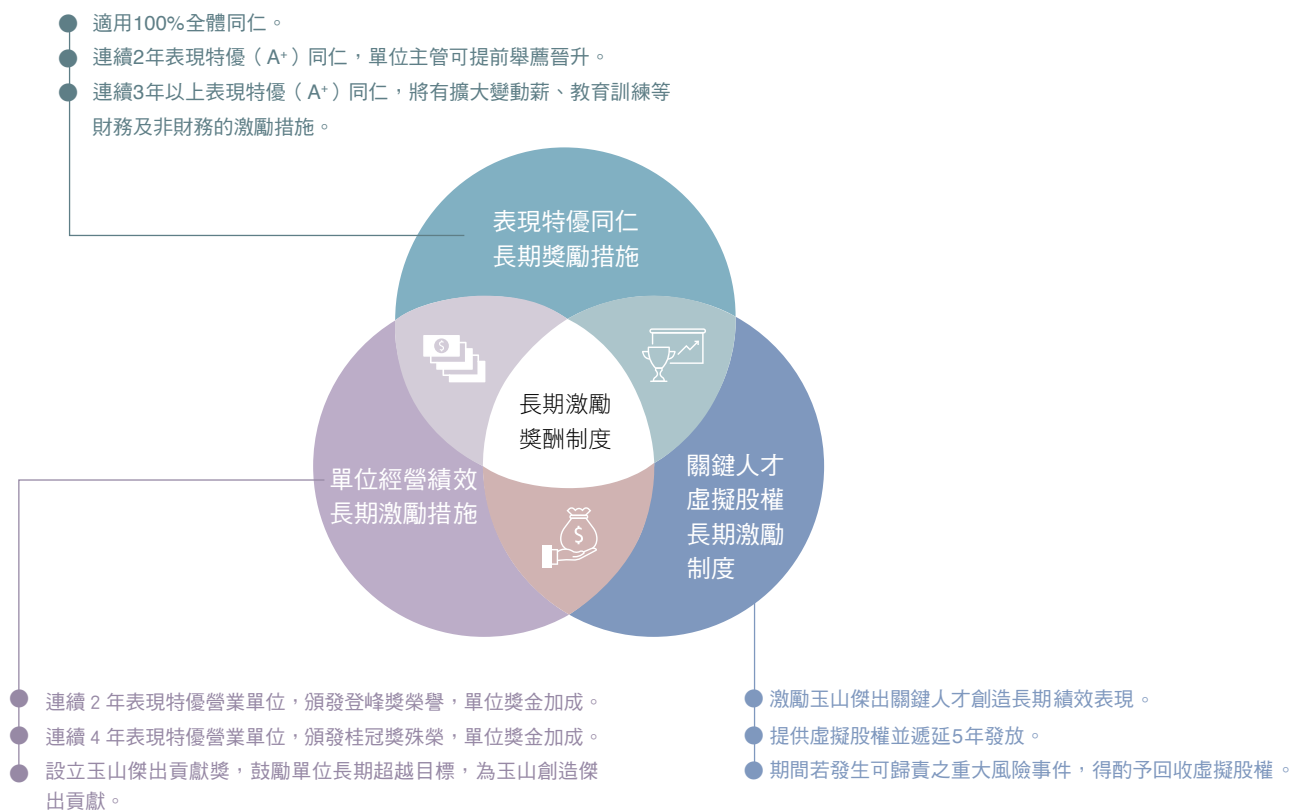 適用100%全體同仁。
連續2年表現特優（A+）同仁，單位主管可提前舉薦晉升。
連續3年以上表現特優（A+）同仁，將有擴大變動薪、教育訓練等
財務及非財務的激勵措施。
表現特優同仁
長期獎勵措施
$
長期激勵
獎酬制度
單位經營績效
長期激勵措施
關鍵人才
虛擬股權
長期激勵
制度
$
連續 2 年表現特優營業單位，頒發登峰獎榮譽，單位獎金加成。
連續 4 年表現特優營業單位，頒發桂冠獎殊榮，單位獎金加成。
設立玉山傑出貢獻獎，鼓勵單位長期超越目標，為玉山創造傑
出貢獻。
激勵玉山傑出關鍵人才創造長期績效表現。
提供虛擬股權並遞延5年發放。
期間若發生可歸責之重大風險事件，得酌予回收虛擬股權。